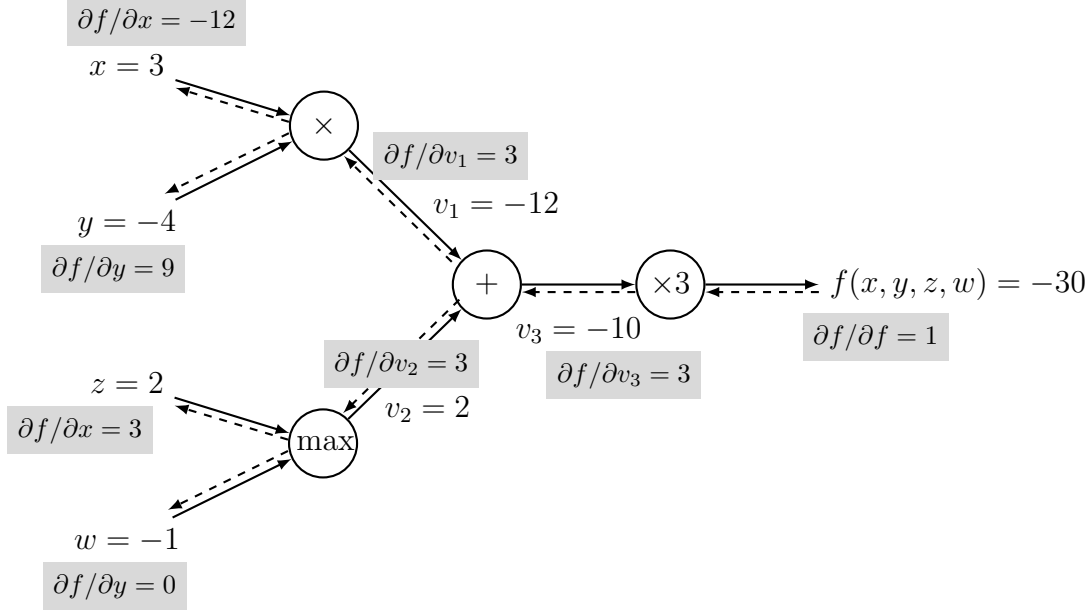 ∂f/∂x = −12
x = 3
×
∂f/∂v₁ = 3
y = −4
v₁ = −12
∂f/∂y = 9
+
×3
f(x, y, z, w) = −30
v₃ = −10
∂f/∂f = 1
∂f/∂v₂ = 3
∂f/∂v₃ = 3
z = 2
v₂ = 2
∂f/∂x = 3
max
w = −1
∂f/∂y = 0